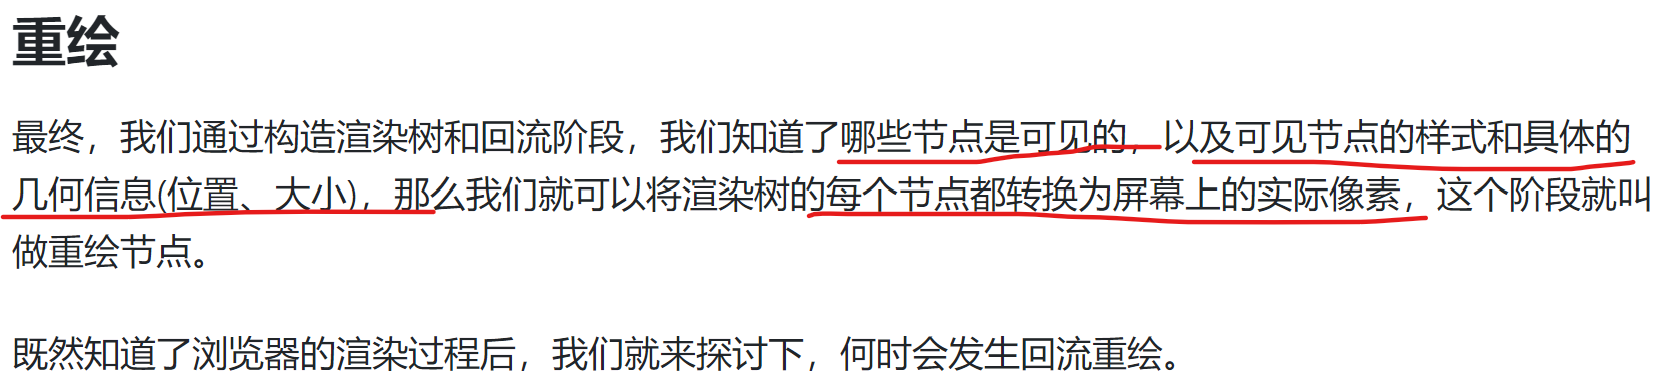 重绘
最终，我们通过构造渲染树和回流阶段，我们知道了哪些节点是可见的，以及可见节点的样式和具体的
几何信息(位置、大小)，那么我们就可以将渲染树的每个节点都转换为屏幕上的实际像素，这个阶段就叫
做重绘节点。
既然知道了浏览器的渲染过程后，我们就来探讨下，何时会发生回流重绘。